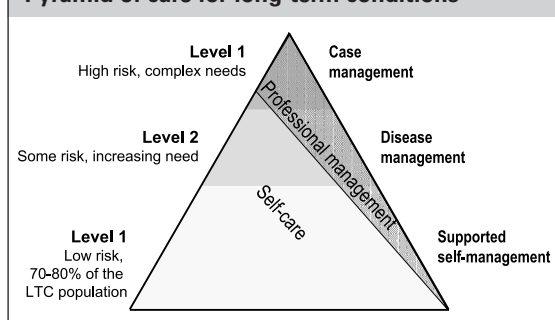 Pyramid of care for long-term conditions
Level 1
High risk, complex needs
Case
management
Professional management
Level 2
Some risk, increasing need
Disease
management
Self-care
Level 1
Low risk,
70-80% of the
LTC population
Supported
self-management